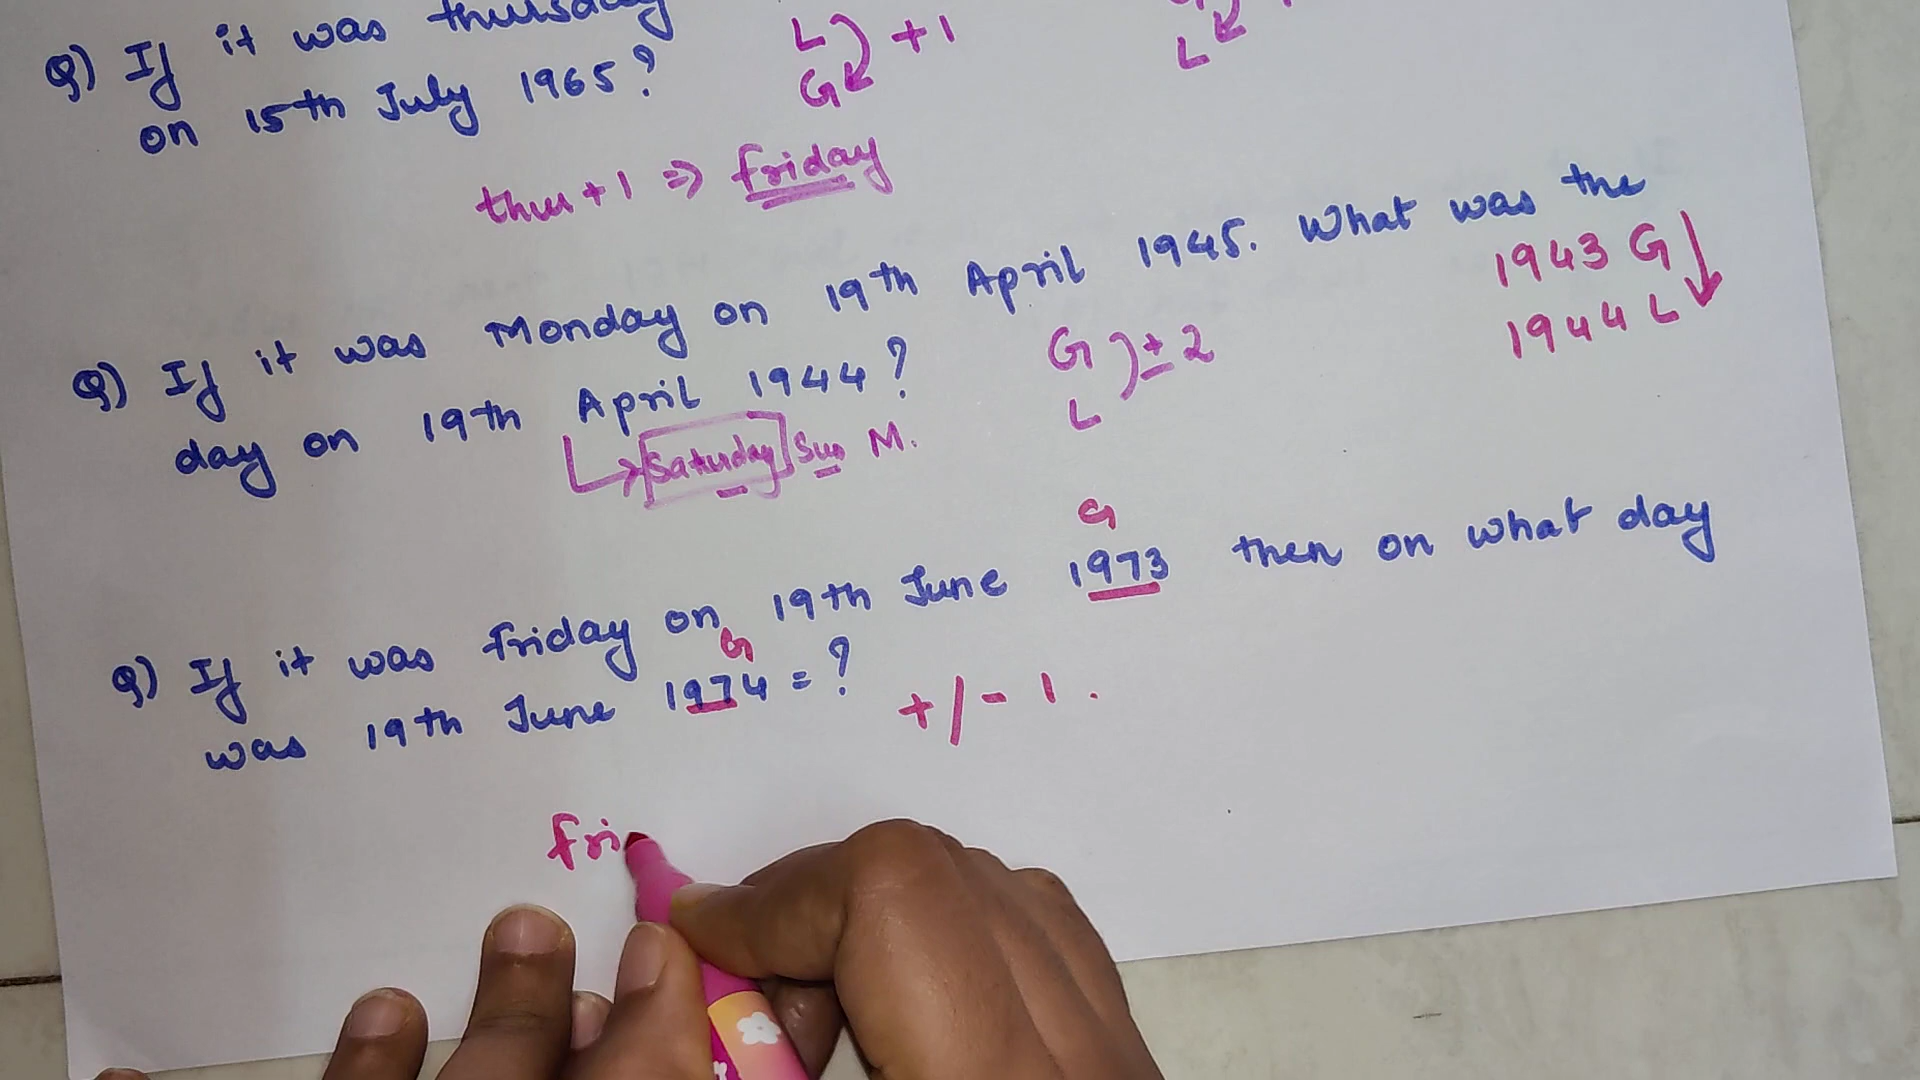 Q) If it was thursday
on 15th July 1965?
L
G
+1
L
thu+1 ⇒ friday
Q) If it was Monday on 19th April 1945. What was the
day on 19th April 1944?
G
L
± 2
1943 G
1944 L
Saturday Sun M.
G
Q) If it was friday on 19th June 1973 then on what day
G
was 19th June 1974 = ?
+/- 1.
fri